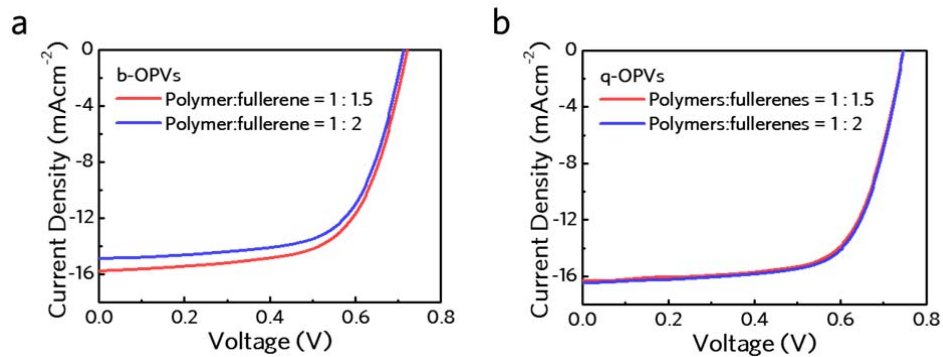 a
b-OPVs
Polymer:fullerene = 1 : 1.5
Polymer:fullerene = 1 : 2
Current Density (mAcm⁻²)
0
-4
-8
-12
-16
0.0 0.2 0.4 0.6 0.8
Voltage (V)
b
q-OPVs
Polymers:fullerenes = 1 : 1.5
Polymers:fullerenes = 1 : 2
Current Density (mAcm⁻²)
0
-4
-8
-12
-16
0.0 0.2 0.4 0.6 0.8
Voltage (V)